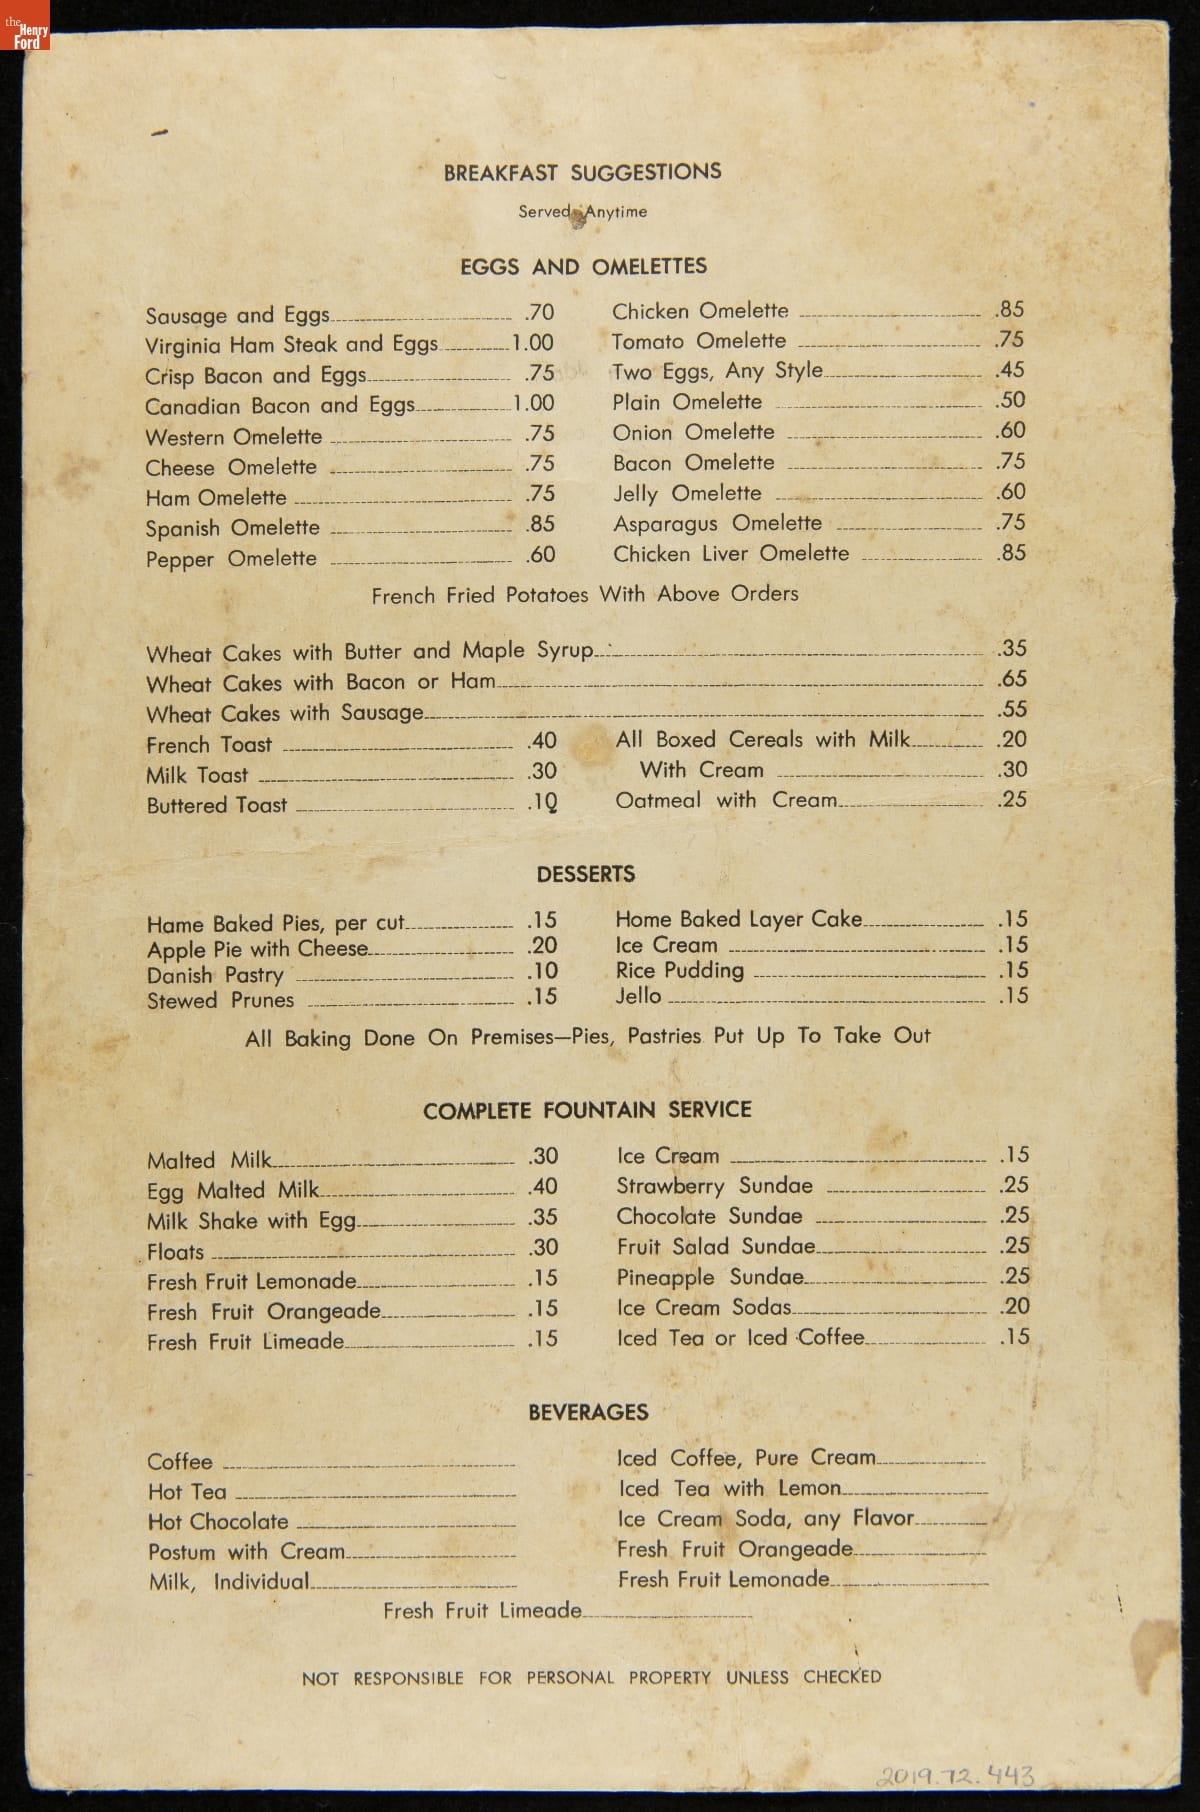 the
Henry
Ford
BREAKFAST SUGGESTIONS
Served Anytime
EGGS AND OMELETTES
Sausage and Eggs .70
Virginia Ham Steak and Eggs 1.00
Crisp Bacon and Eggs .75
Canadian Bacon and Eggs 1.00
Western Omelette .75
Cheese Omelette .75
Ham Omelette .75
Spanish Omelette .85
Pepper Omelette .60
Chicken Omelette .85
Tomato Omelette .75
Two Eggs, Any Style .45
Plain Omelette .50
Onion Omelette .60
Bacon Omelette .75
Jelly Omelette .60
Asparagus Omelette .75
Chicken Liver Omelette .85
French Fried Potatoes With Above Orders
Wheat Cakes with Butter and Maple Syrup .35
Wheat Cakes with Bacon or Ham .65
Wheat Cakes with Sausage .55
French Toast .40
Milk Toast .30
Buttered Toast .10
All Boxed Cereals with Milk .20
With Cream .30
Oatmeal with Cream .25
DESSERTS
Hame Baked Pies, per cut .15
Apple Pie with Cheese .20
Danish Pastry .10
Stewed Prunes .15
Home Baked Layer Cake .15
Ice Cream .15
Rice Pudding .15
Jello .15
All Baking Done On Premises—Pies, Pastries Put Up To Take Out
COMPLETE FOUNTAIN SERVICE
Malted Milk .30
Egg Malted Milk .40
Milk Shake with Egg .35
Floats .30
Fresh Fruit Lemonade .15
Fresh Fruit Orangeade .15
Fresh Fruit Limeade .15
Ice Cream .15
Strawberry Sundae .25
Chocolate Sundae .25
Fruit Salad Sundae .25
Pineapple Sundae .25
Ice Cream Sodas .20
Iced Tea or Iced Coffee .15
BEVERAGES
Coffee
Hot Tea
Hot Chocolate
Postum with Cream
Milk, Individual
Iced Coffee, Pure Cream
Iced Tea with Lemon
Ice Cream Soda, any Flavor
Fresh Fruit Orangeade
Fresh Fruit Lemonade
Fresh Fruit Limeade
NOT RESPONSIBLE FOR PERSONAL PROPERTY UNLESS CHECKED
2019.72.443